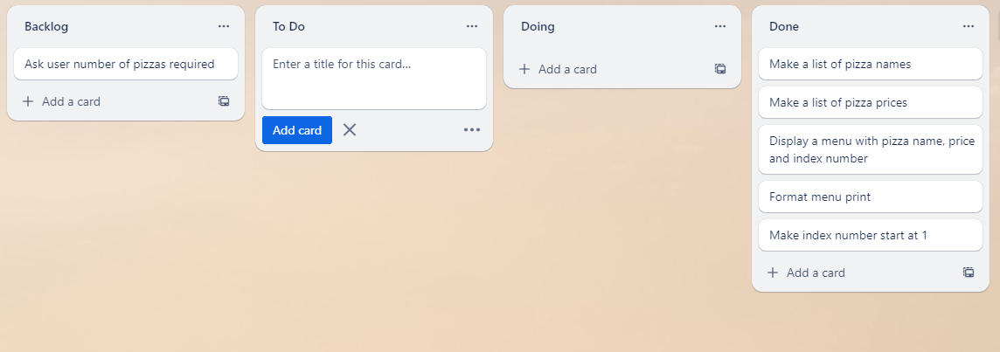 Backlog
Ask user number of pizzas required
Add a card
To Do
Enter a title for this card...
Add card
Doing
Add a card
Done
Make a list of pizza names
Make a list of pizza prices
Display a menu with pizza name, price
and index number
Format menu print
Make index number start at 1
Add a card